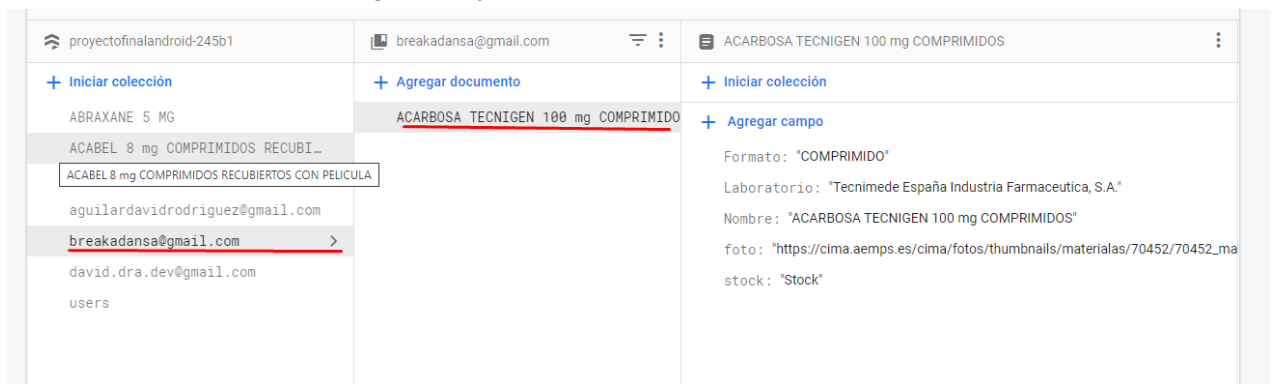 proyectofinalandroid-245b1
Iniciar colección
ABRAXANE 5 MG
ACABEL 8 mg COMPRIMIDOS RECUBI…
ACABEL 8 mg COMPRIMIDOS RECUBIERTOS CON PELICULA
aguilardavidrodriguez@gmail.com
breakadansa@gmail.com
david.dra.dev@gmail.com
users
breakadansa@gmail.com
Agregar documento
ACARBOSA TECNIGEN 100 mg COMPRIMIDO
ACARBOSA TECNIGEN 100 mg COMPRIMIDOS
Iniciar colección
Agregar campo
Formato: "COMPRIMIDO"
Laboratorio: "Tecnimede España Industria Farmaceutica, S.A."
Nombre: "ACARBOSA TECNIGEN 100 mg COMPRIMIDOS"
foto: "https://cima.aemps.es/cima/fotos/thumbnails/materialas/70452/70452_ma
stock: "Stock"